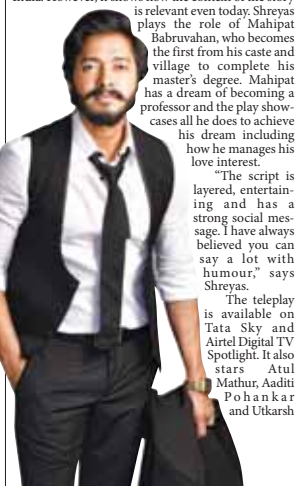 is relevant even today. Shreyas
plays the role of Mahipat
Babruvahan, who becomes
the first from his caste and
village to complete his
master's degree. Mahipat
has a dream of becoming a
professor and the play show-
cases all he does to achieve
his dream including
how he manages his
love interest.
"The script is
layered, entertain-
ing and has a
strong social mes-
sage. I have always
believed you can
say a lot with
humour," says
Shreyas.
The teleplay
is available on
Tata Sky and
Airtel Digital TV
Spotlight. It also
stars Atul
Mathur, Aaditi
Pohankar
and Utkarsh